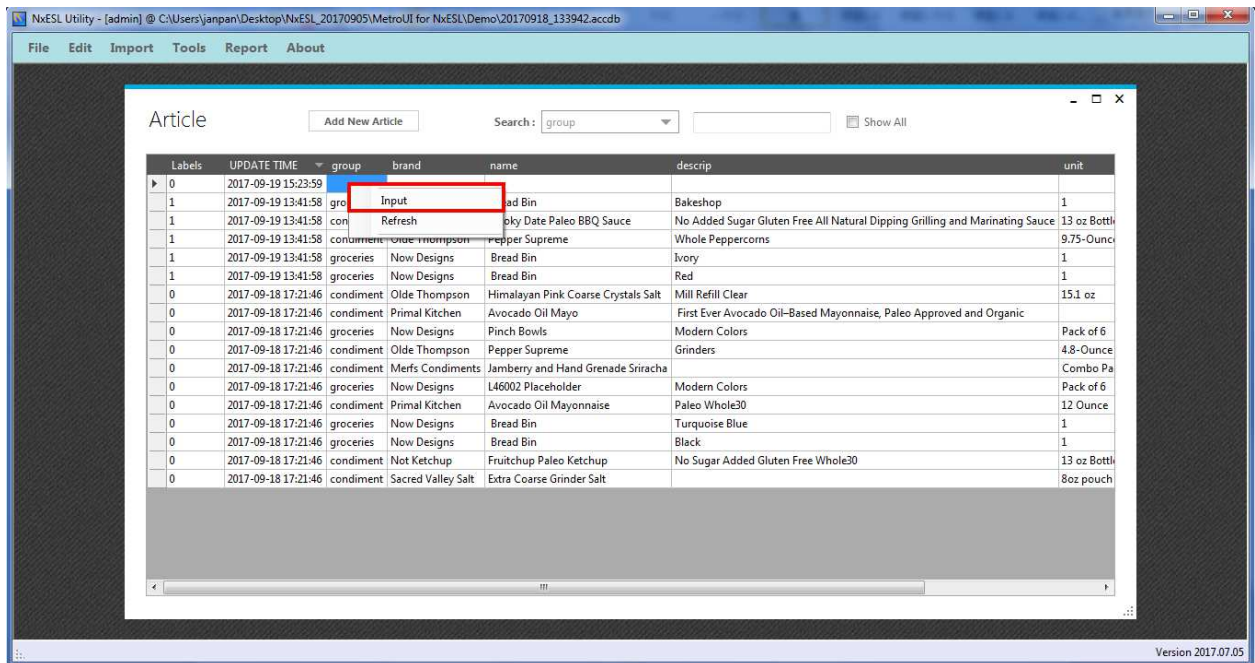 NxESL Utility - [admin] @ C:\Users\janpan\Desktop\NxESL_20170905\MetroUI for NxESL\Demo\20170918_133942.accdb
File Edit Import Tools Report About
Article Add New Article Search : group Show All
Labels UPDATE TIME group brand name descrip unit
0 2017-09-19 15:23:59
1 2017-09-19 13:41:58 gro Input ad Bin Bakeshop 1
1 2017-09-19 13:41:58 con Refresh oky Date Paleo BBQ Sauce No Added Sugar Gluten Free All Natural Dipping Grilling and Marinating Sauce 13 oz Bottl
1 2017-09-19 13:41:58 condiment Olde Thompson Pepper Supreme Whole Peppercorns 9.75-Ounc
1 2017-09-19 13:41:58 groceries Now Designs Bread Bin Ivory 1
1 2017-09-19 13:41:58 groceries Now Designs Bread Bin Red 1
0 2017-09-18 17:21:46 condiment Olde Thompson Himalayan Pink Coarse Crystals Salt Mill Refill Clear 15.1 oz
0 2017-09-18 17:21:46 condiment Primal Kitchen Avocado Oil Mayo First Ever Avocado Oil–Based Mayonnaise, Paleo Approved and Organic
0 2017-09-18 17:21:46 groceries Now Designs Pinch Bowls Modern Colors Pack of 6
0 2017-09-18 17:21:46 condiment Olde Thompson Pepper Supreme Grinders 4.8-Ounce
0 2017-09-18 17:21:46 condiment Merfs Condiments Jamberry and Hand Grenade Sriracha Combo Pa
0 2017-09-18 17:21:46 groceries Now Designs L46002 Placeholder Modern Colors Pack of 6
0 2017-09-18 17:21:46 condiment Primal Kitchen Avocado Oil Mayonnaise Paleo Whole30 12 Ounce
0 2017-09-18 17:21:46 groceries Now Designs Bread Bin Turquoise Blue 1
0 2017-09-18 17:21:46 groceries Now Designs Bread Bin Black 1
0 2017-09-18 17:21:46 condiment Not Ketchup Fruitchup Paleo Ketchup No Sugar Added Gluten Free Whole30 13 oz Bottl
0 2017-09-18 17:21:46 condiment Sacred Valley Salt Extra Coarse Grinder Salt 8oz pouch
Version 2017.07.05